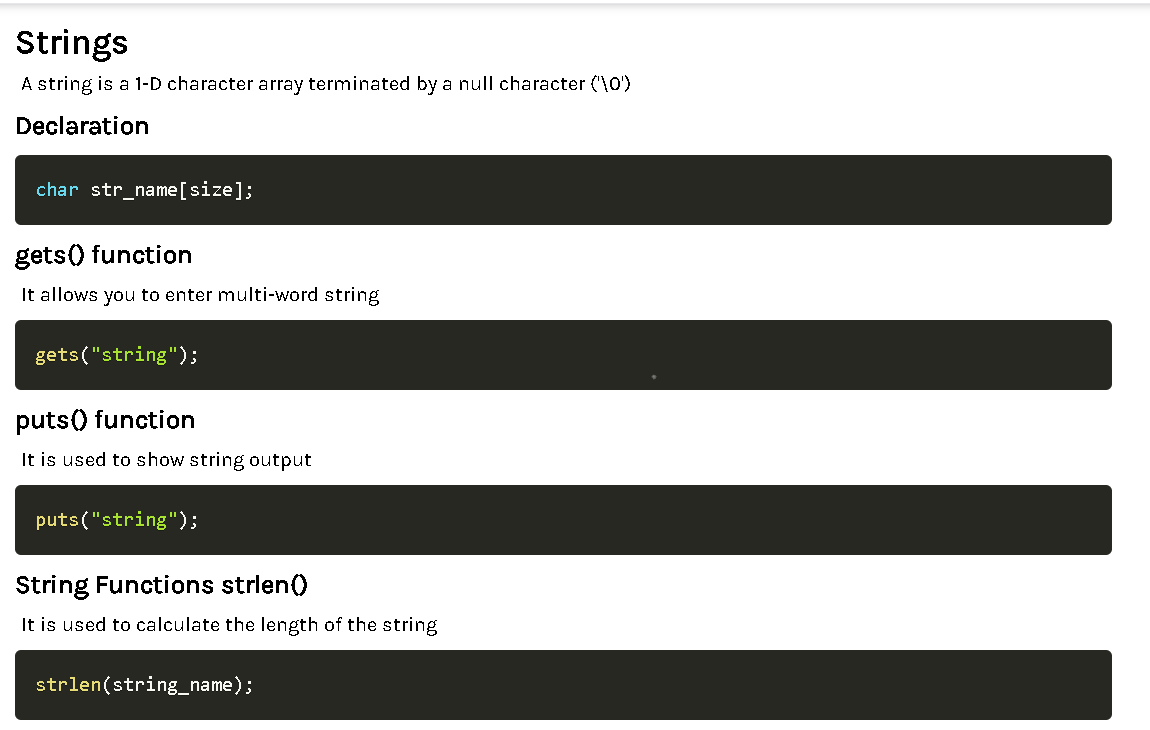 Strings
A string is a 1-D character array terminated by a null character ('\0')
Declaration
char str_name[size];
gets() function
It allows you to enter multi-word string
gets("string");
puts() function
It is used to show string output
puts("string");
String Functions strlen()
It is used to calculate the length of the string
strlen(string_name);